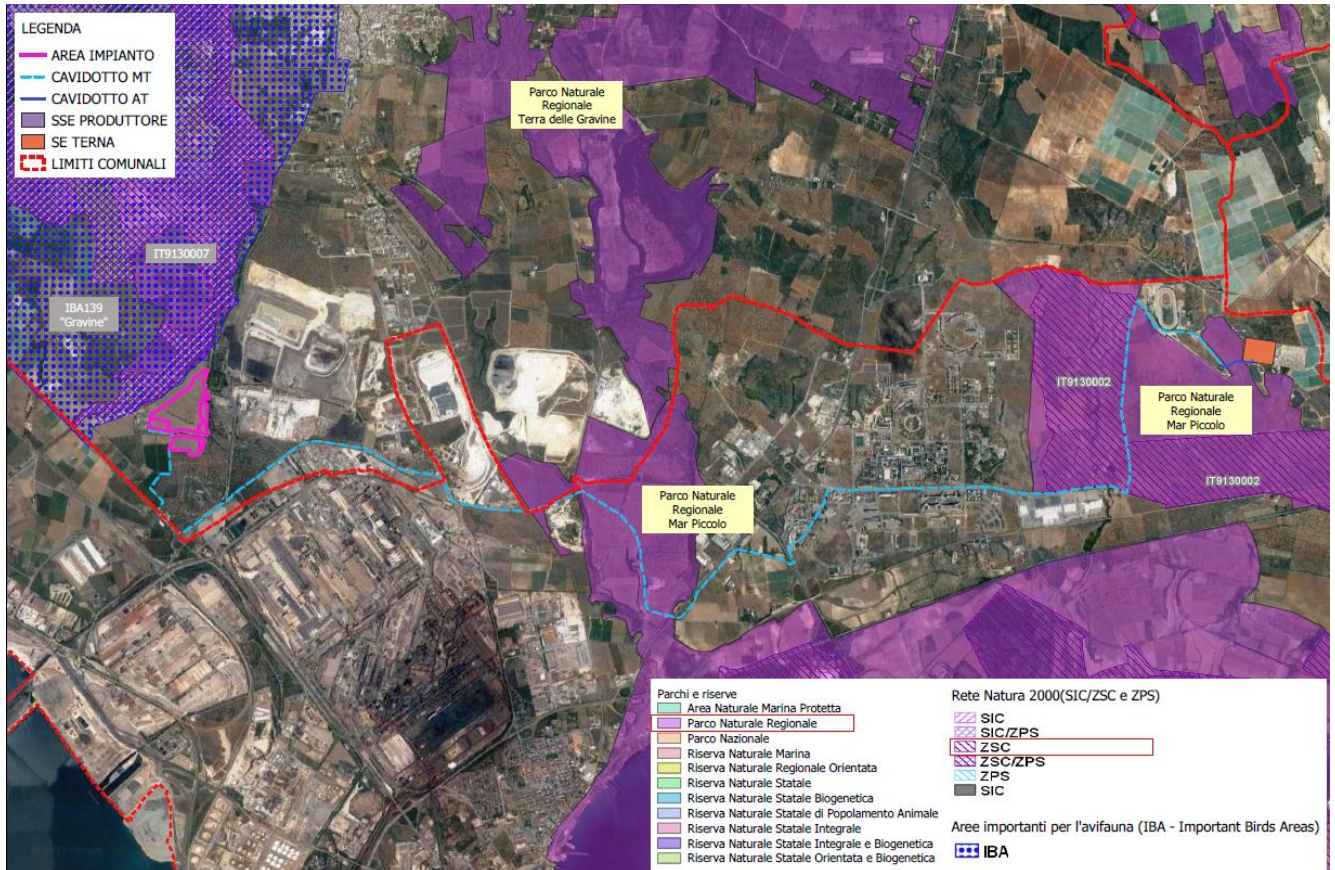 LEGENDA
AREA IMPIANTO
CAVIDOTTO MT
CAVIDOTTO AT
SSE PRODUTTORE
SE TERNA
LIMITI COMUNALI
Parco Naturale
Regionale
Terra delle Gravine
IT9130007
IBA139
"Gravine"
IT9130002
Parco Naturale
Regionale
Mar Piccolo
IT9130002
Parco Naturale
Regionale
Mar Piccolo
Parchi e riserve
Area Naturale Marina Protetta
Parco Naturale Regionale
Parco Nazionale
Riserva Naturale Marina
Riserva Naturale Regionale Orientata
Riserva Naturale Statale
Riserva Naturale Statale Biogenetica
Riserva Naturale Statale di Popolamento Animale
Riserva Naturale Statale Integrale
Riserva Naturale Statale Integrale e Biogenetica
Riserva Naturale Statale Orientata e Biogenetica
Rete Natura 2000(SIC/ZSC e ZPS)
SIC
SIC/ZPS
ZSC
ZSC/ZPS
ZPS
SIC
Aree importanti per l'avifauna (IBA - Important Birds Areas)
IBA